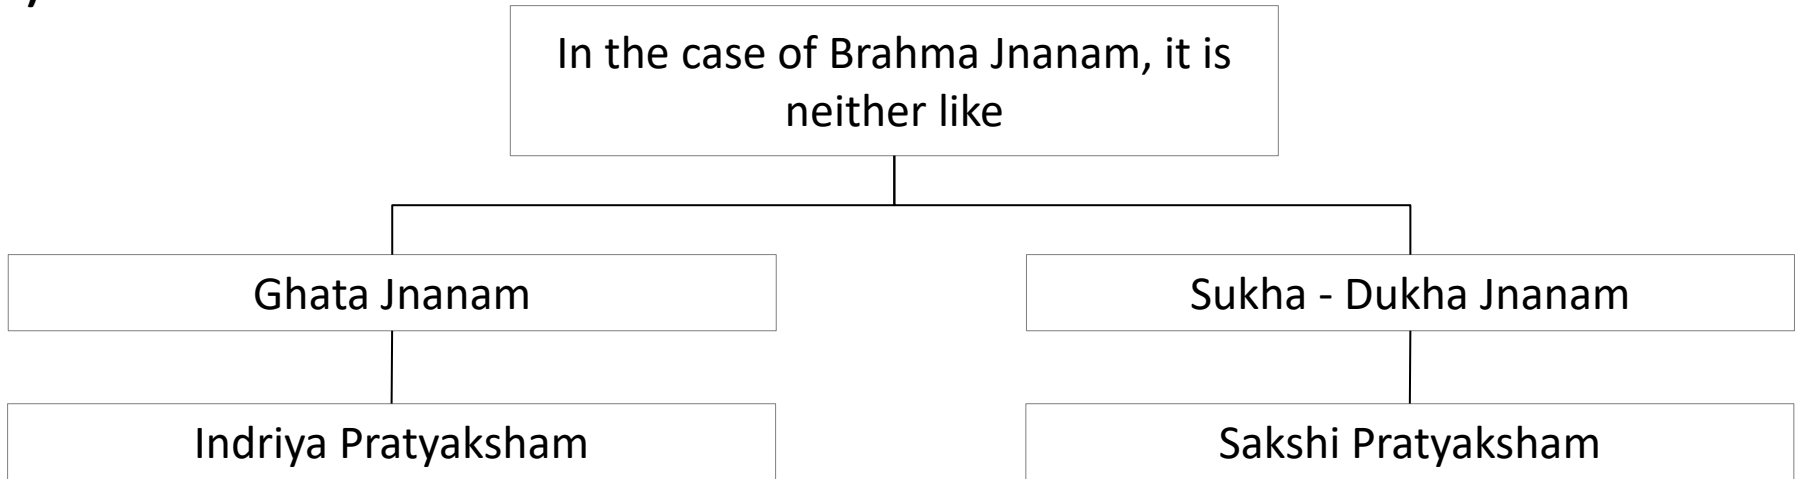 In the case of Brahma Jnanam, it is
neither like
Ghata Jnanam
Sukha - Dukha Jnanam
Indriya Pratyaksham
Sakshi Pratyaksham